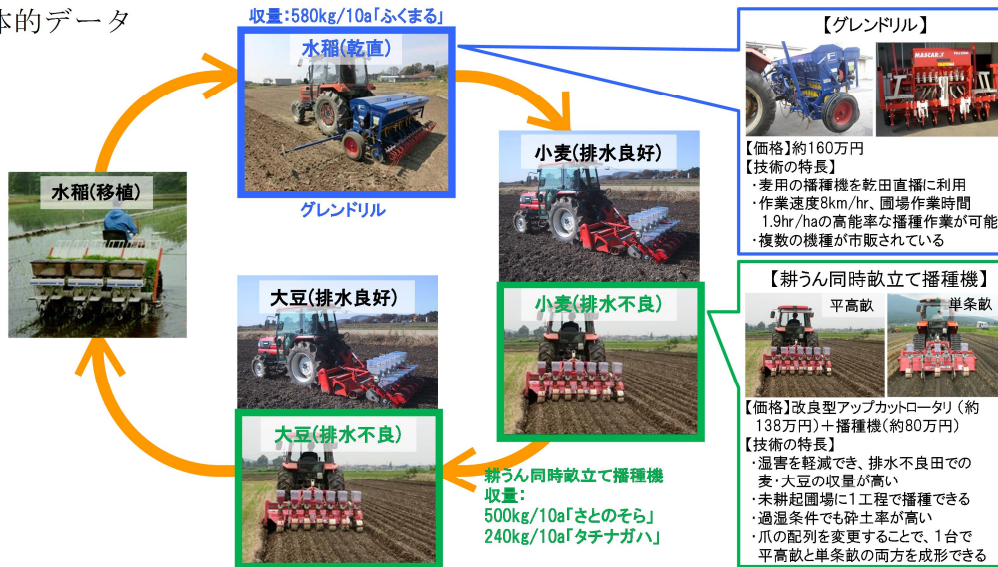 体的データ
収量:580kg/10a「ふくまる」
水稲(乾直)
グレンドリル
水稲(移植)
小麦(排水良好)
小麦(排水不良)
大豆(排水良好)
大豆(排水不良)
耕うん同時畝立て播種機
収量:
500kg/10a「さとのそら」
240kg/10a「タチナガハ」
【グレンドリル】
MASCAR
【価格】約160万円
【技術の特長】
・麦用の播種機を乾田直播に利用
・作業速度8km/hr、圃場作業時間
1.9hr/haの高能率な播種作業が可能
・複数の機種が市販されている
【耕うん同時畝立て播種機】
平高畝
単条畝
【価格】改良型アップカットロータリ(約
138万円)+播種機(約80万円)
【技術の特長】
・湿害を軽減でき、排水不良田での
麦・大豆の収量が高い
・未耕起圃場に1工程で播種できる
・過湿条件でも砕土率が高い
・爪の配列を変更することで、1台で
平高畝と単条畝の両方を成形できる